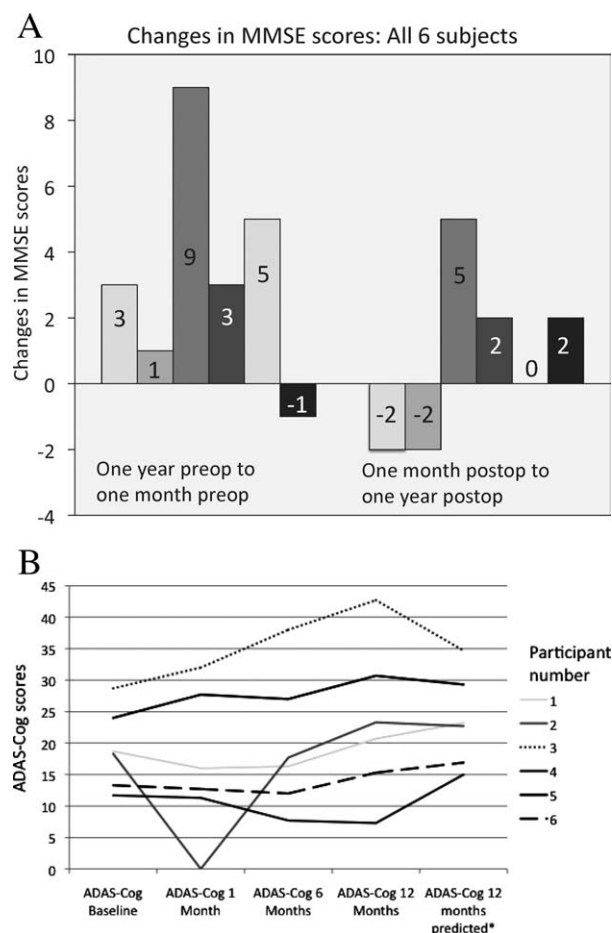 A
Changes in MMSE scores: All 6 subjects
10
8
6
4
2
0
-2
-4
Changes in MMSE scores
3
1
9
3
5
-1
-2
-2
5
2
0
2
One year preop to
one month preop
One month postop to
one year postop
B
45
40
35
30
25
20
15
10
5
0
ADAS-Cog scores
ADAS-Cog
Baseline
ADAS-Cog 1
Month
ADAS-Cog 6
Months
ADAS-Cog 12
Months
ADAS-Cog 12
months
predicted*
Participant
number
1
2
3
4
5
6